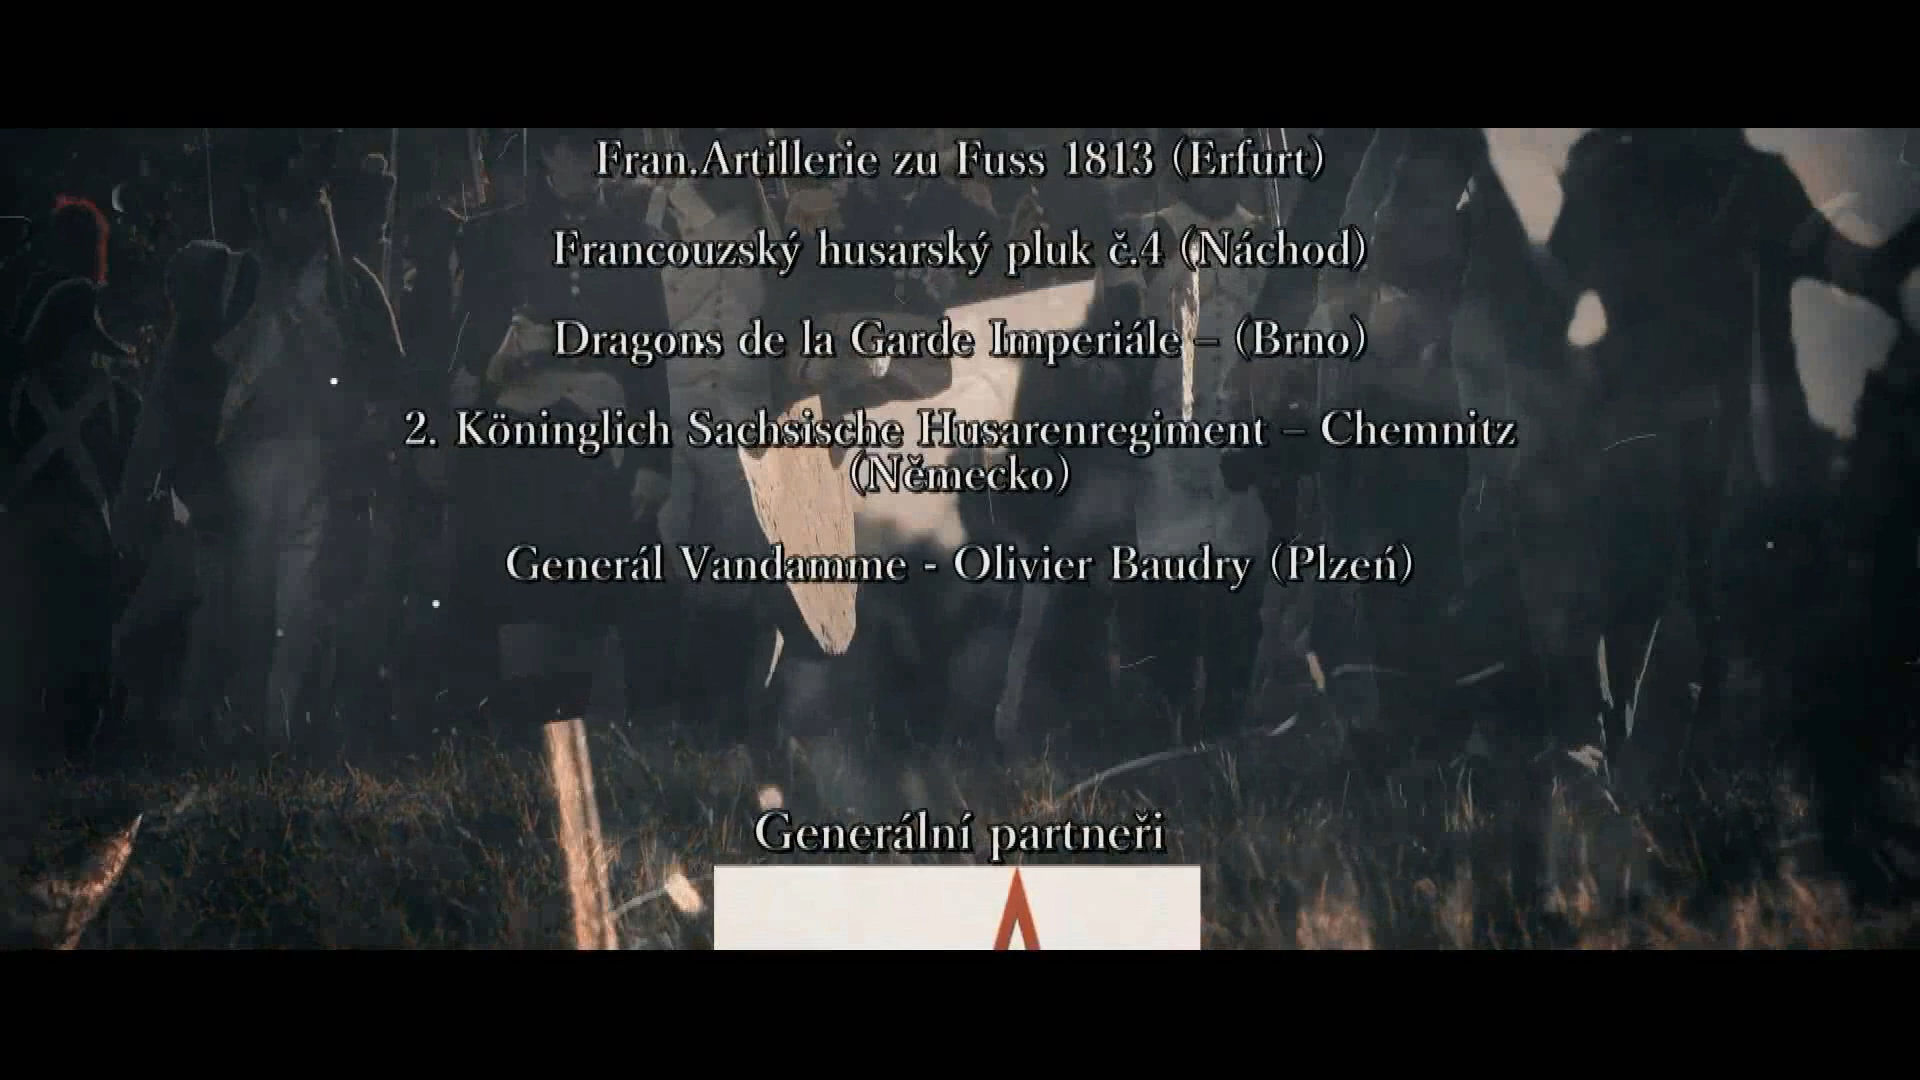 Fran.Artillerie zu Fuss 1813 (Erfurt)
Francouzský husarský pluk č.4 (Náchod)
Dragons de la Garde Imperiále – (Brno)
2.Köninglich Sachsische Husarenregiment – Chemnitz
(Německo)
Generál Vandamme - Olivier Baudry (Plzeń)
Generální partneři